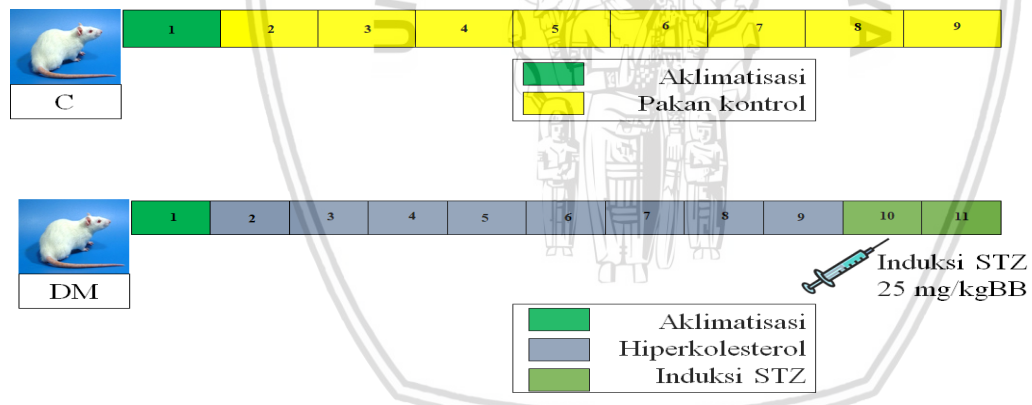 1 2 3 4 5 6 7 8 9
C
Aklimatisasi
Pakan kontrol
1 2 3 4 5 6 7 8 9 10 11
DM
Induksi STZ
25 mg/kgBB
Aklimatisasi
Hiperkolesterol
Induksi STZ